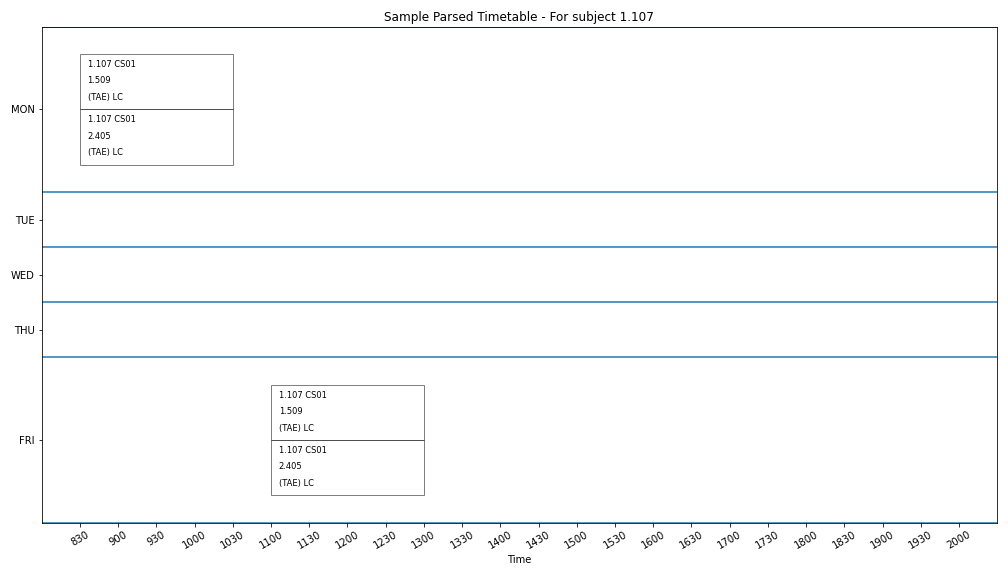 Sample Parsed Timetable - For subject 1.107
MON
1.107 CS01
1.509
(TAE) LC
1.107 CS01
2.405
(TAE) LC
TUE
WED
THU
FRI
1.107 CS01
1.509
(TAE) LC
1.107 CS01
2.405
(TAE) LC
830 900 930 1000 1030 1100 1130 1200 1230 1300 1330 1400 1430 1500 1530 1600 1630 1700 1730 1800 1830 1900 1930 2000
Time